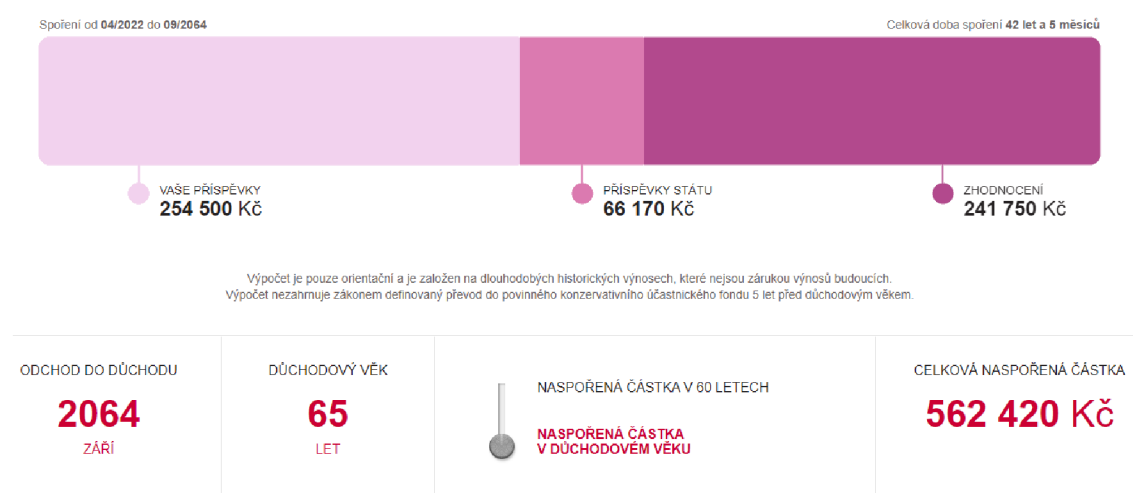 Spoření od 04/2022 do 09/2064
Celková doba spoření 42 let a 5 měsíců
VAŠE PŘÍSPĚVKY
254 500 Kč
PŘÍSPĚVKY STÁTU
66 170 Kč
ZHODNOCENÍ
241 750 Kč
Výpočet je pouze orientační a je založen na dlouhodobých historických výnosech, které nejsou zárukou výnosů budoucích.
Výpočet nezahrnuje zákonem definovaný převod do povinného konzervativního účastnického fondu 5 let před důchodovým věkem.
ODCHOD DO DŮCHODU
2064
ZÁŘÍ
DŮCHODOVÝ VĚK
65
LET
NASPOŘENÁ ČÁSTKA V 60 LETECH
NASPOŘENÁ ČÁSTKA
V DŮCHODOVÉM VĚKU
CELKOVÁ NASPOŘENÁ ČÁSTKA
562 420 Kč